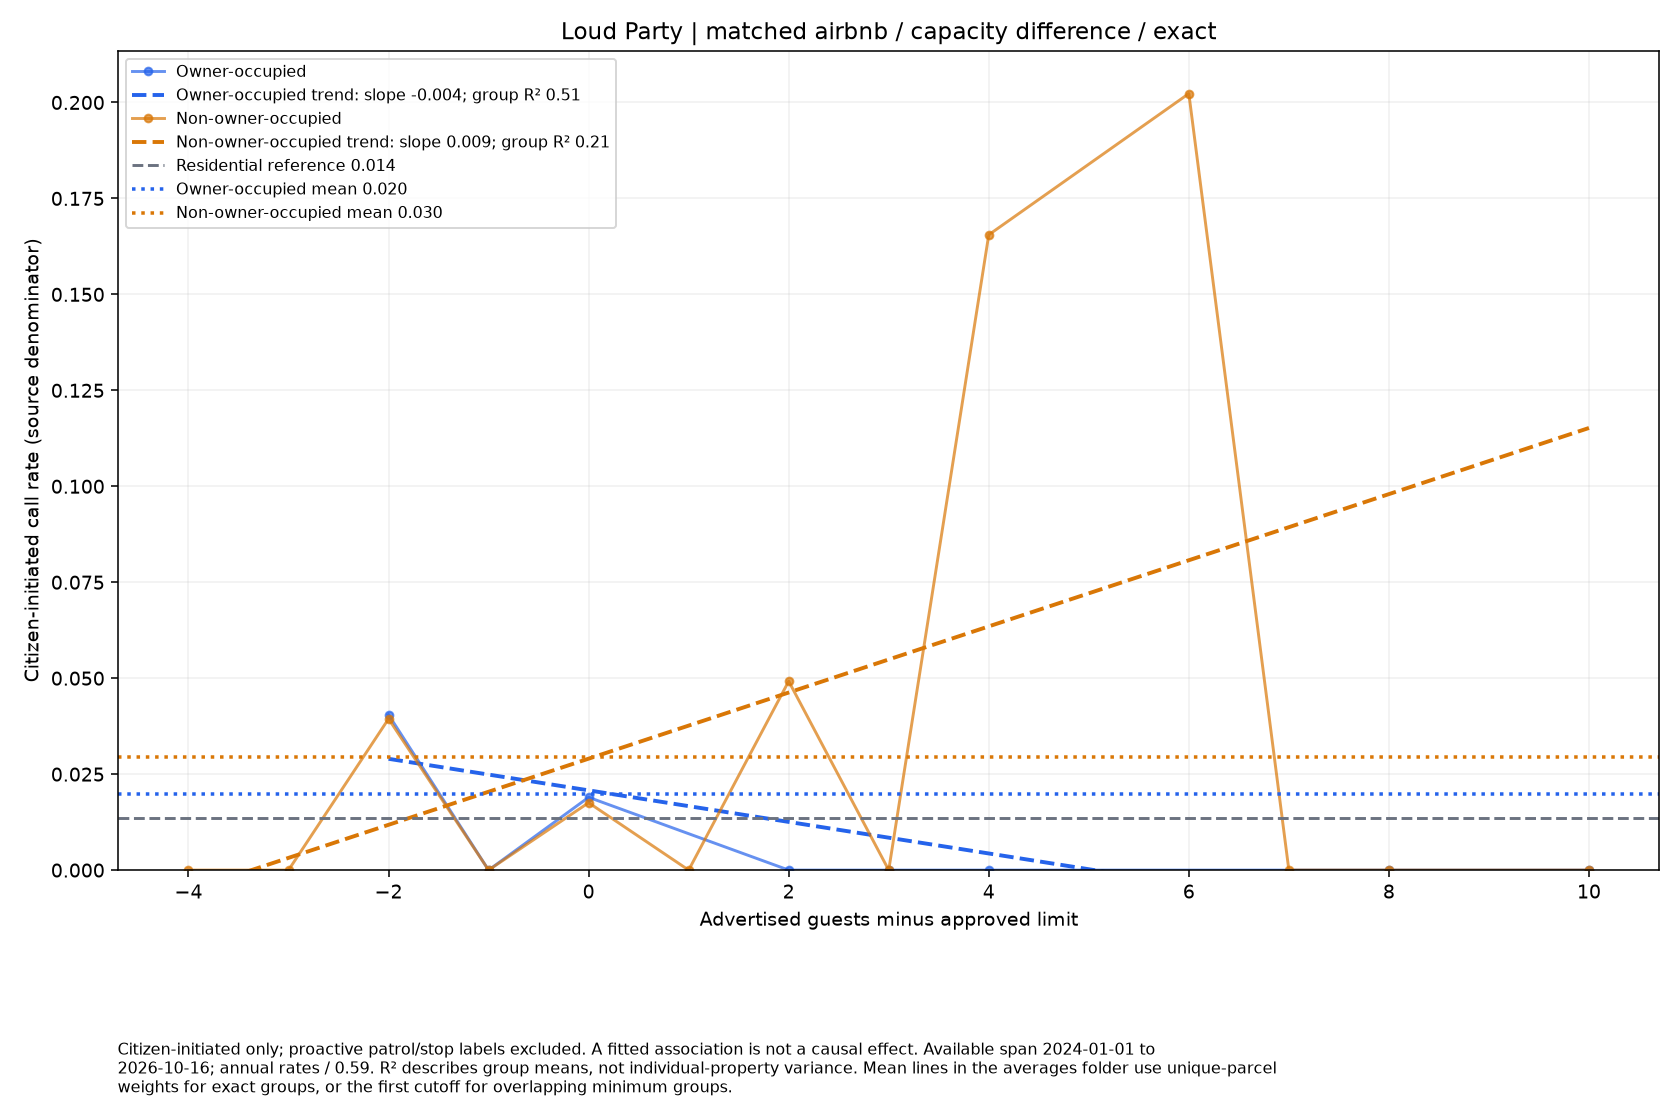 Loud Party | matched airbnb / capacity difference / exact
Owner-occupied
Owner-occupied trend: slope -0.004; group R² 0.51
Non-owner-occupied
Non-owner-occupied trend: slope 0.009; group R² 0.21
Residential reference 0.014
Owner-occupied mean 0.020
Non-owner-occupied mean 0.030
Citizen-initiated call rate (source denominator)
0.200
0.175
0.150
0.125
0.100
0.075
0.050
0.025
0.000
−4
−2
0
2
4
6
8
10
Advertised guests minus approved limit
Citizen-initiated only; proactive patrol/stop labels excluded. A fitted association is not a causal effect. Available span 2024-01-01 to
2026-10-16; annual rates / 0.59. R² describes group means, not individual-property variance. Mean lines in the averages folder use unique-parcel
weights for exact groups, or the first cutoff for overlapping minimum groups.